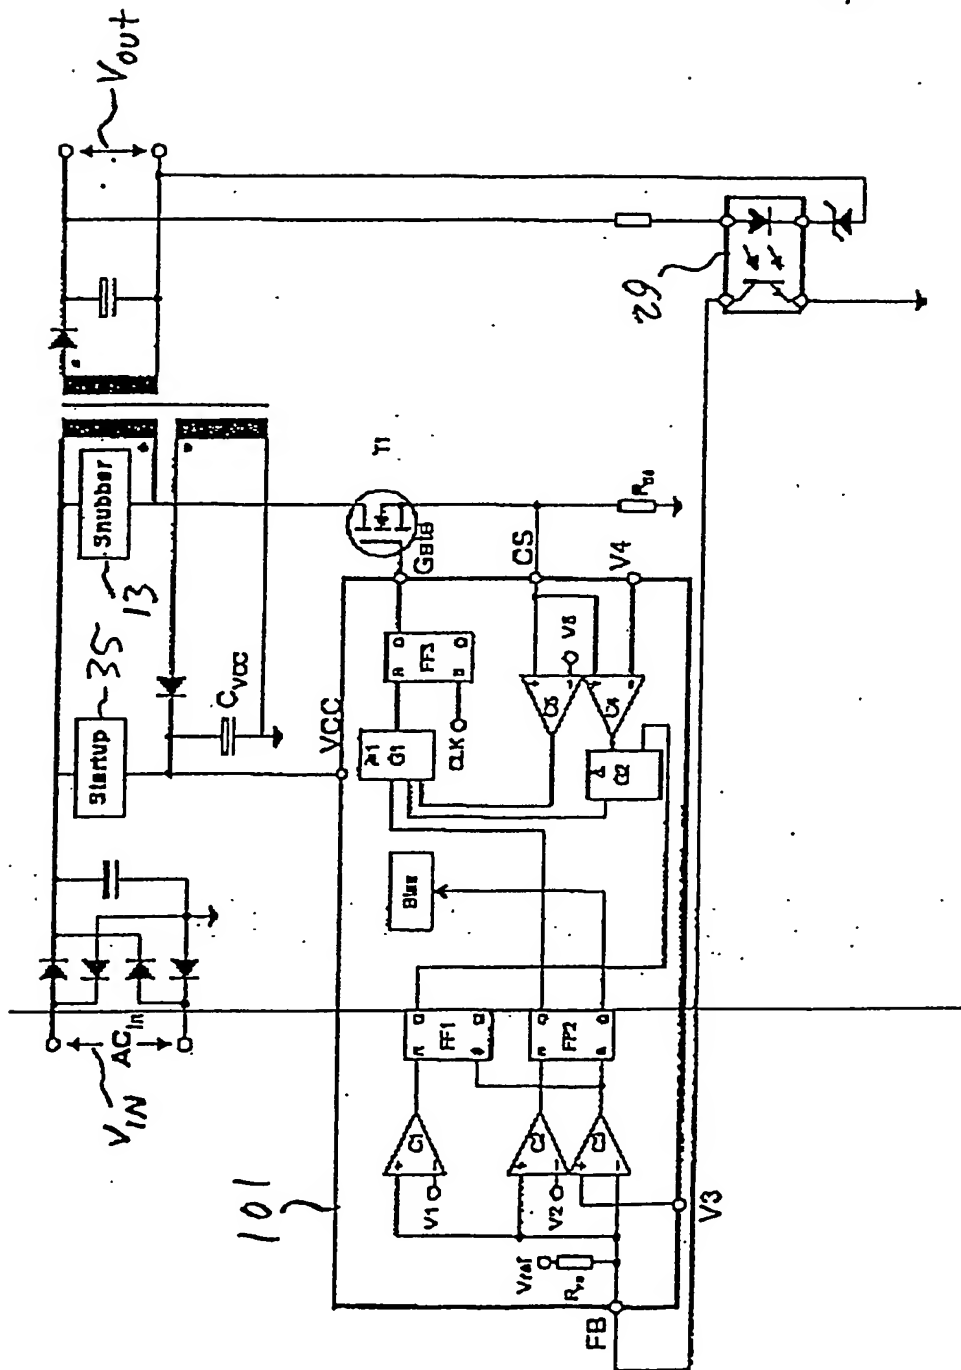 VIN
ACin
Startup
35
Snubber
13
CVCC
VOUT
101
VCC
T1
Gate
CS
V4
FB
V3
Vref
V1
V2
C1
C2
C3
FF1
FF2
Bias
≥1
G1
FF3
CLK
C5
C4
V5
G2
&
29